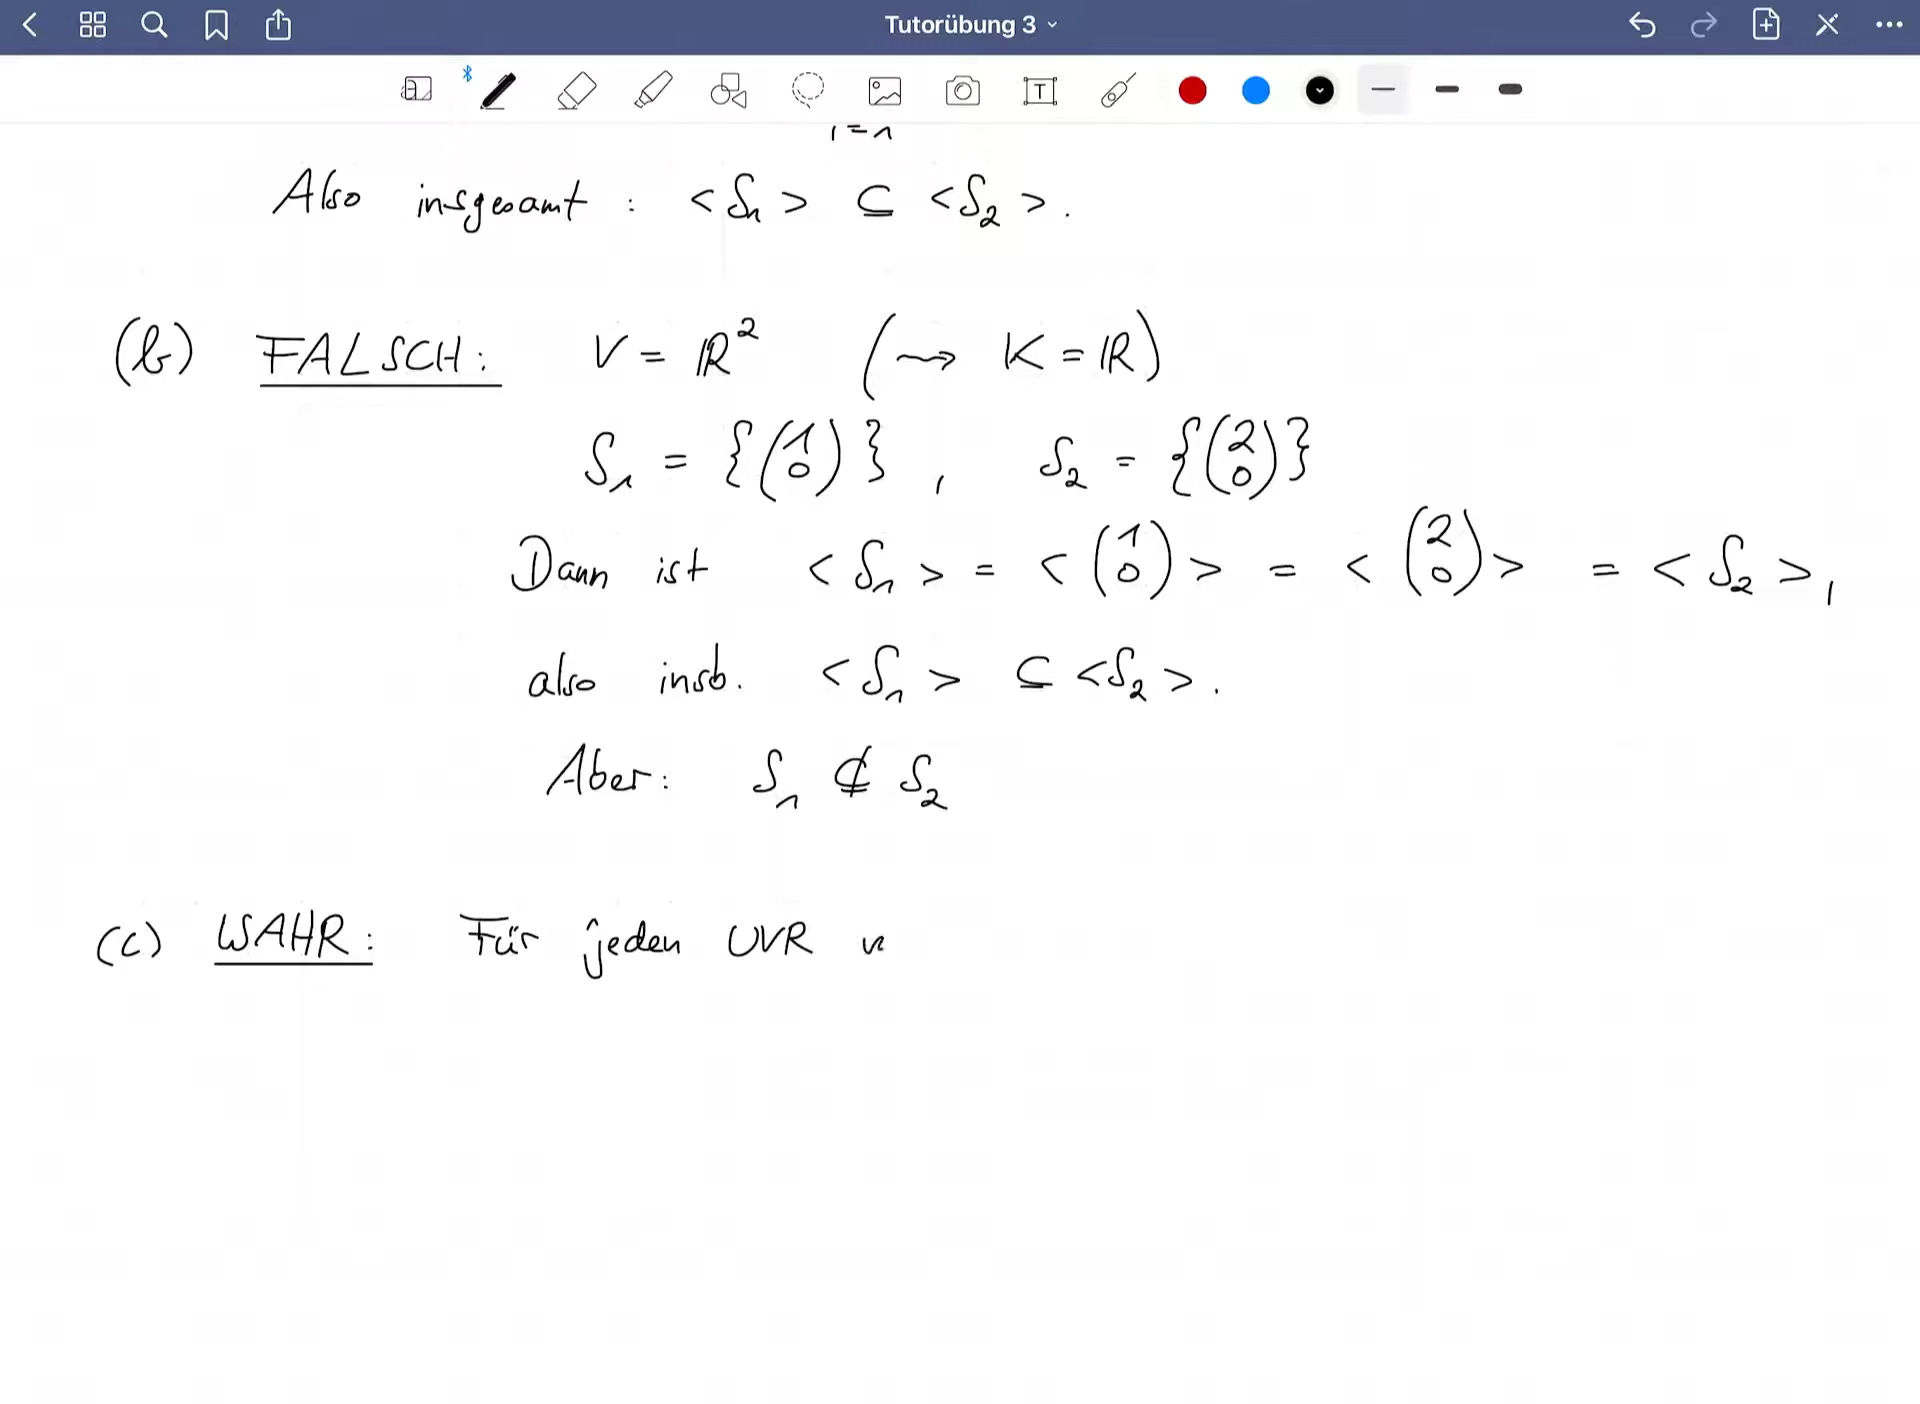 Tutorübung 3
i=1
Also insgesamt : <S₁> ⊆ <S₂>.
(b) FALSCH: V = ℝ² (⇝ K = ℝ)
S₁ = {(1 0)}, S₂ = {(2 0)}
Dann ist <S₁> = <(1 0)> = <(2 0)> = <S₂>,
also insb. <S₁> ⊆ <S₂>.
Aber: S₁ ⊈ S₂
(c) WAHR: Für jeden UVR